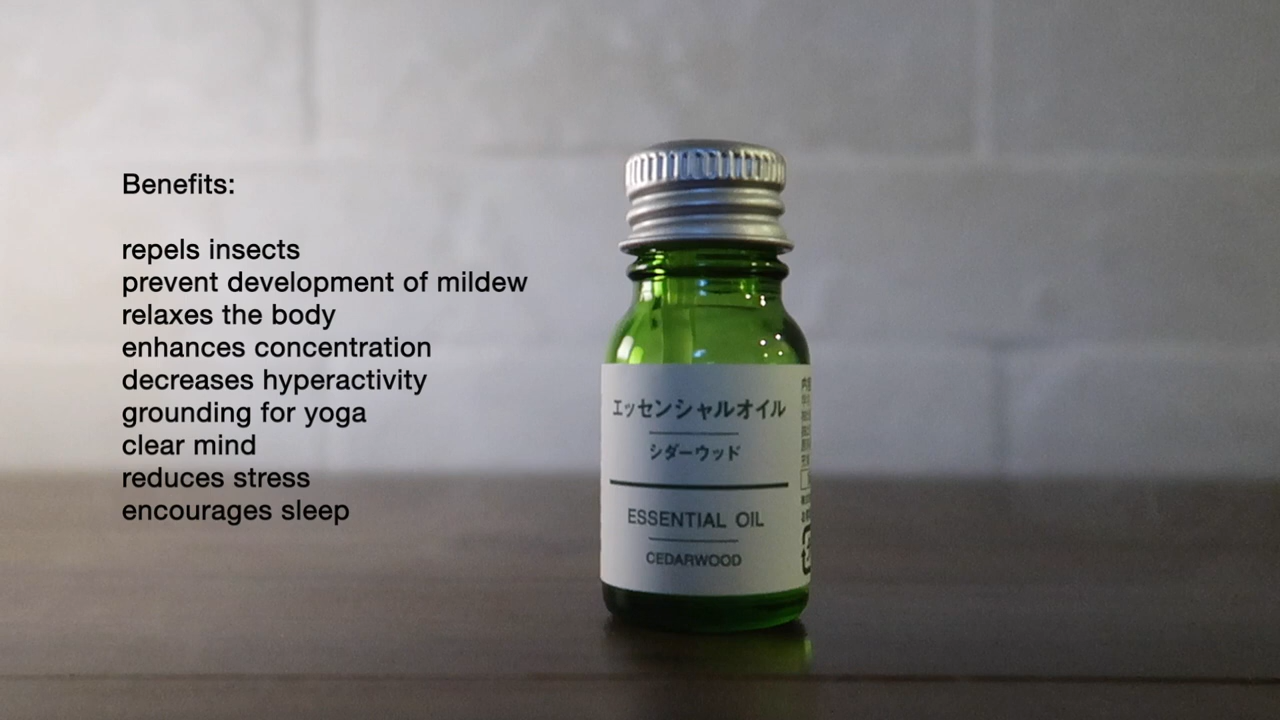 Benefits:
repels insects
prevent development of mildew
relaxes the body
enhances concentration
decreases hyperactivity
grounding for yoga
clear mind
reduces stress
encourages sleep
エッセンシャルオイル
シダーウッド
ESSENTIAL OIL
CEDARWOOD